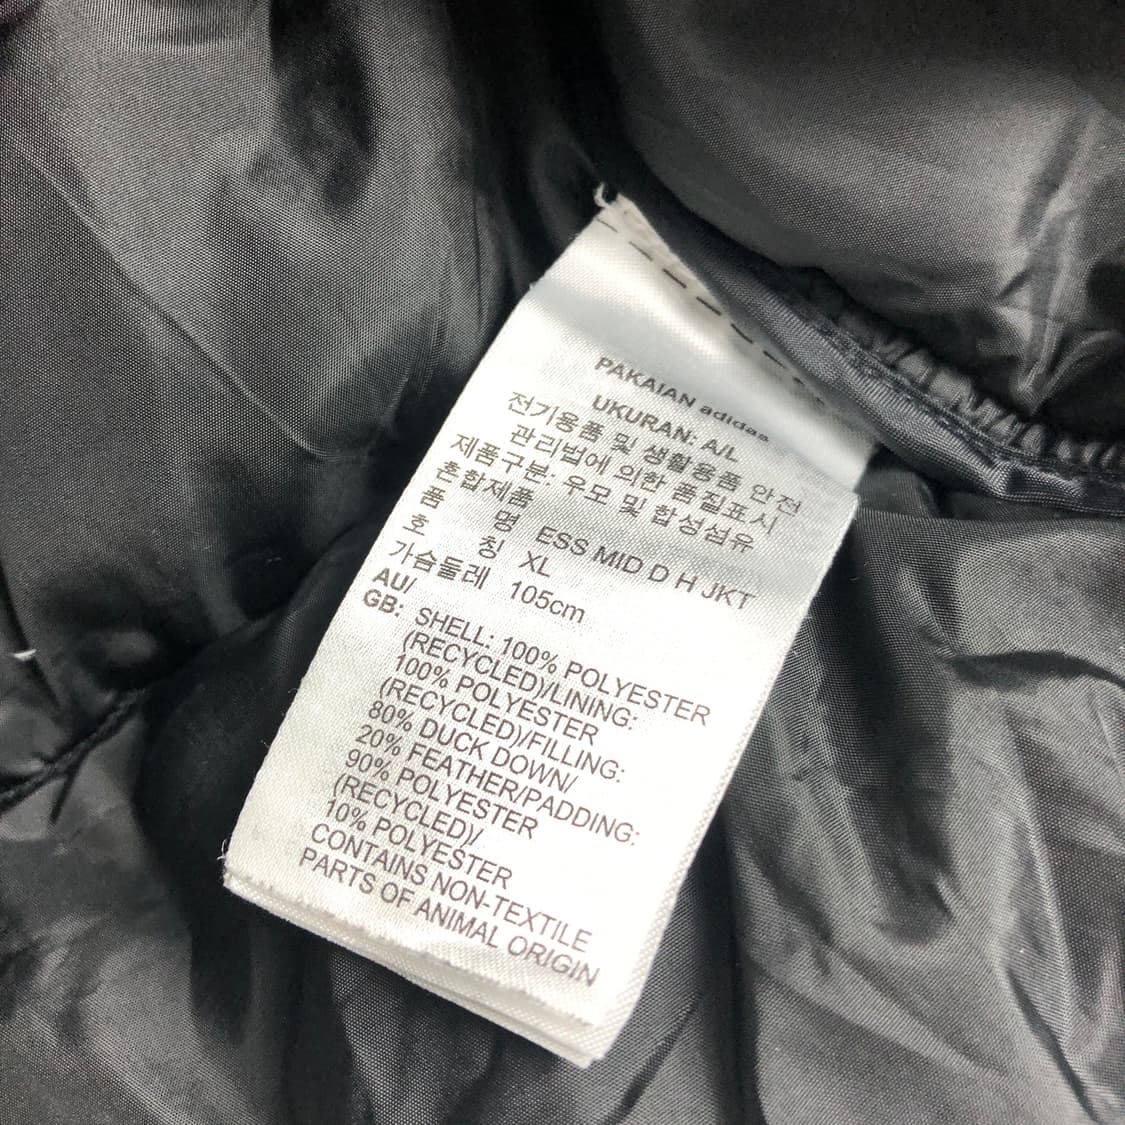 PAKAIAN adidas
UKURAN: A/L
전기용품 및 생활용품 안전
관리법에 의한 품질표시
제품구분: 우모 및 합성섬유
혼합제품
품 명 ESS MID D H JKT
호 칭 XL
가슴둘레 105cm
AU/
GB: SHELL: 100% POLYESTER
(RECYCLED)/LINING:
100% POLYESTER
(RECYCLED)/FILLING:
80% DUCK DOWN/
20% FEATHER/PADDING:
90% POLYESTER
(RECYCLED)/
10% POLYESTER
CONTAINS NON-TEXTILE
PARTS OF ANIMAL ORIGIN